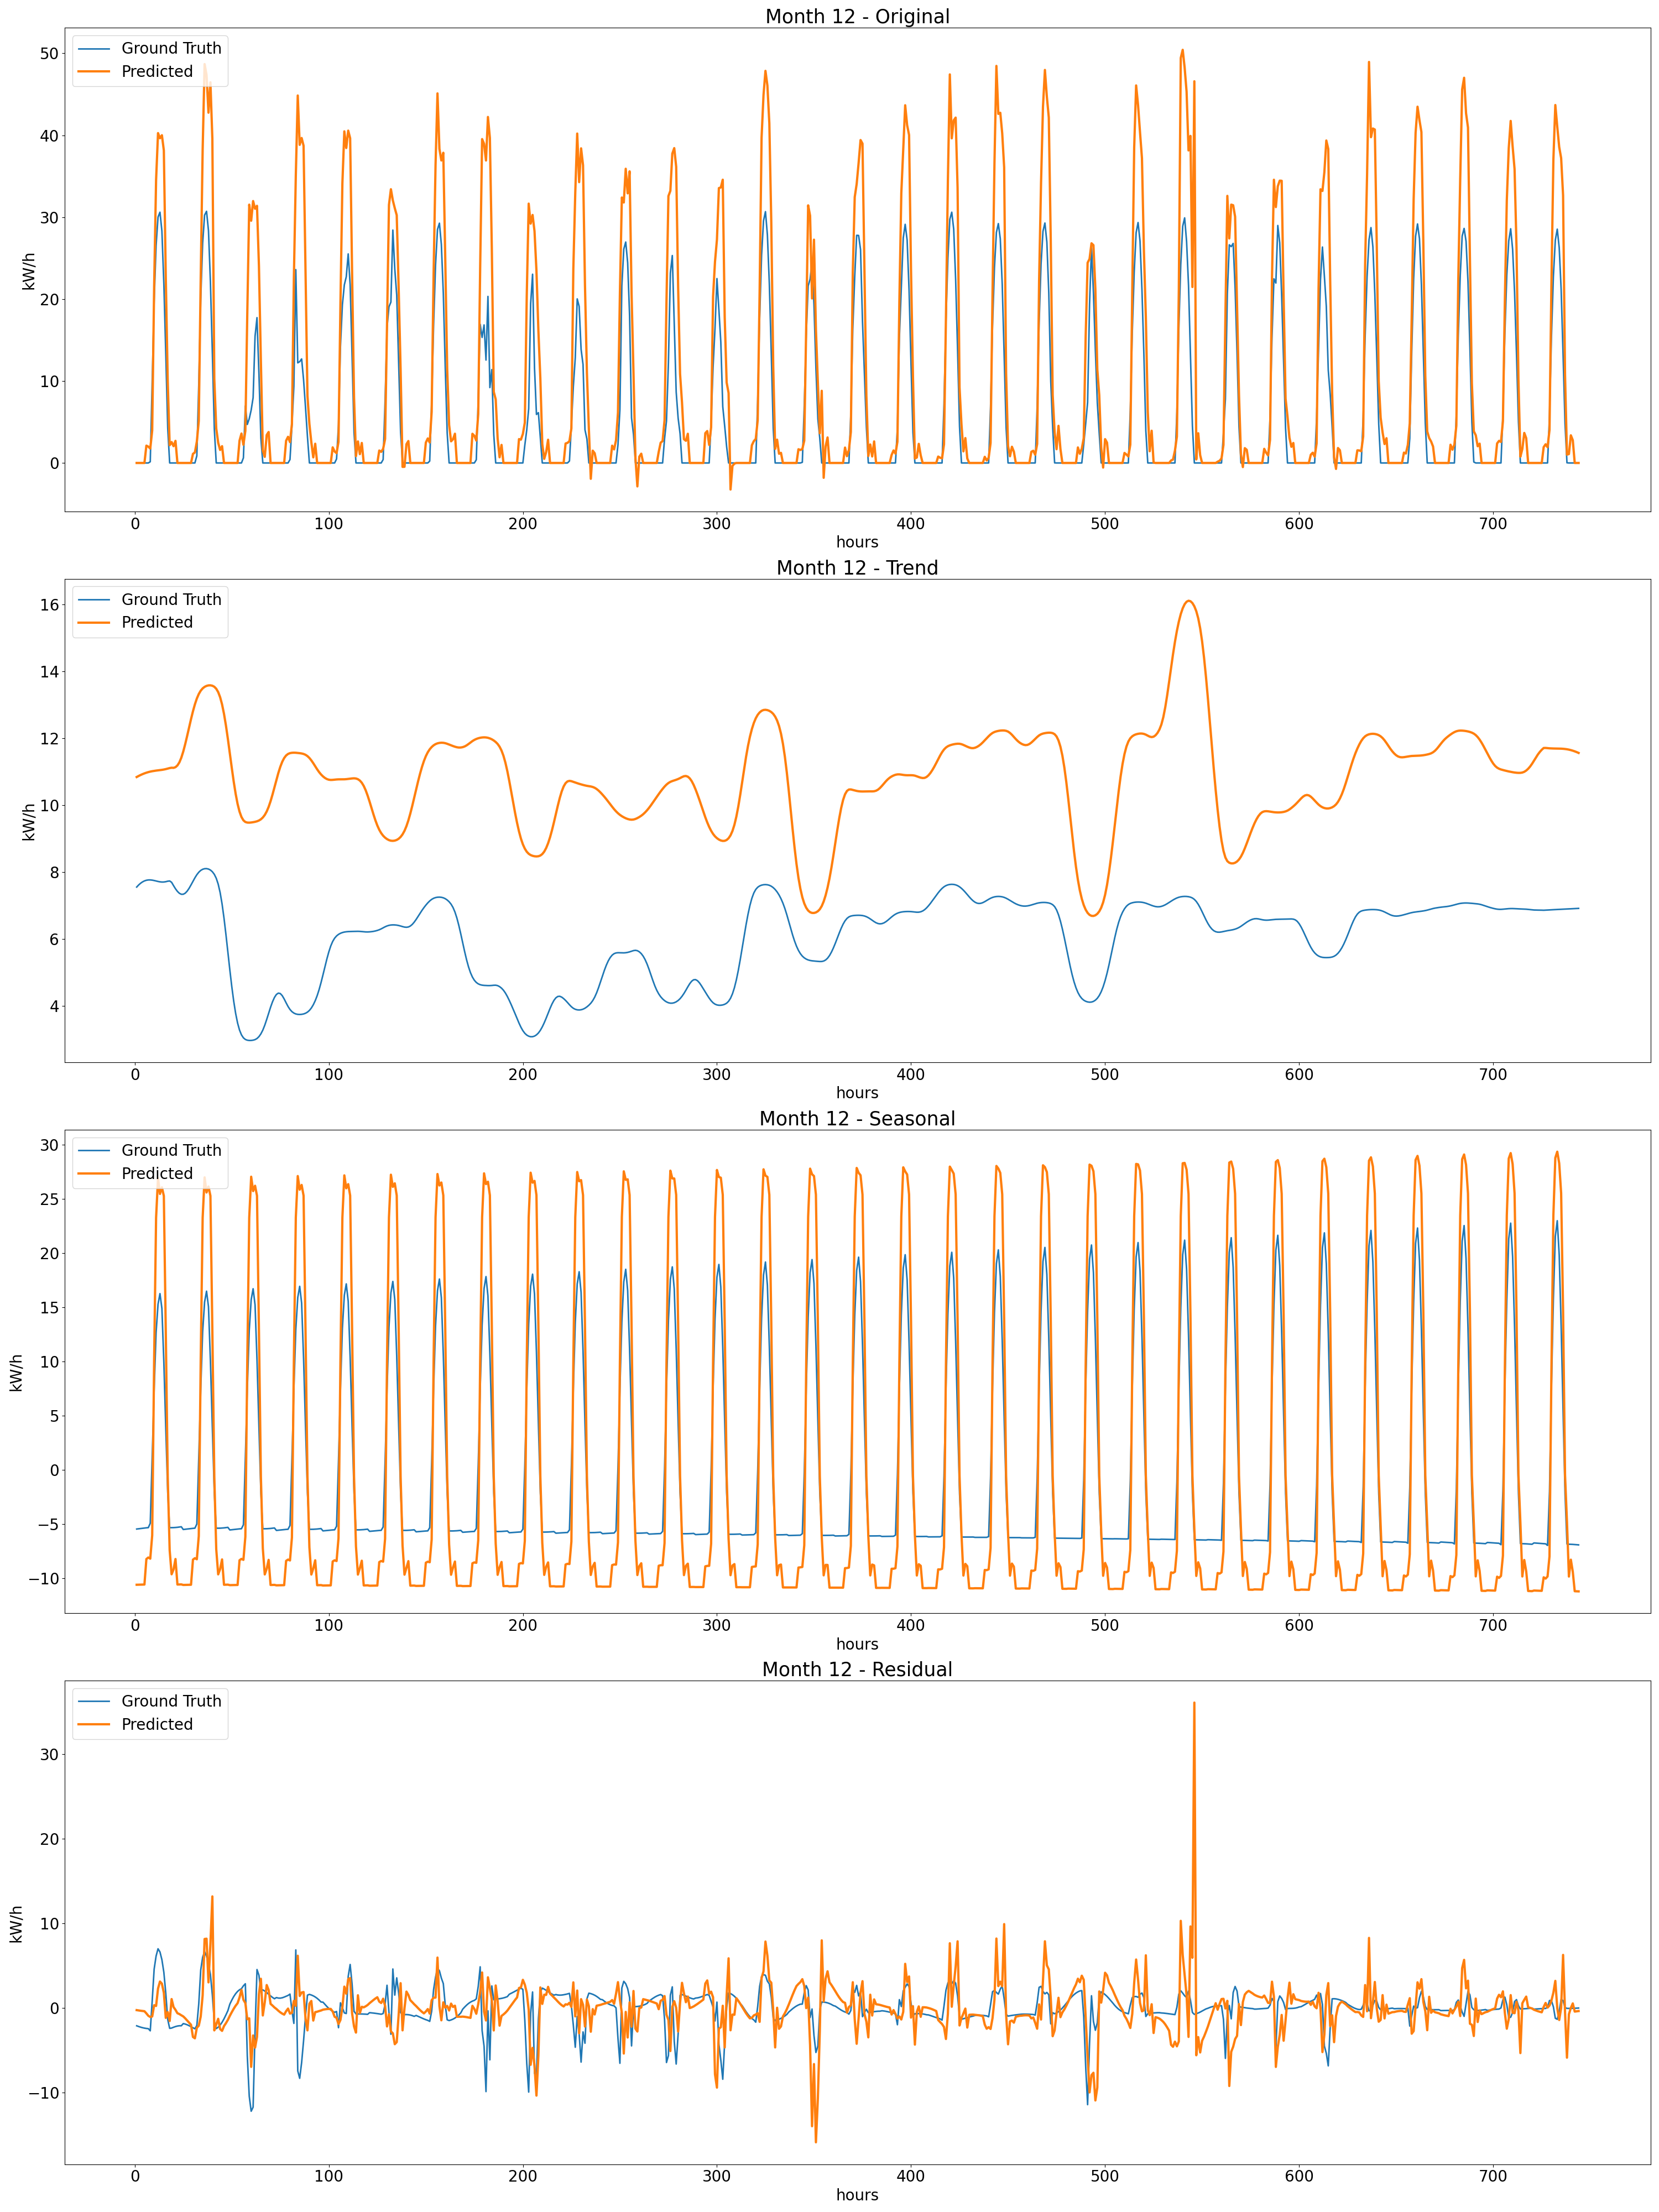 Month 12 - Original
Ground Truth
Predicted
50
40
30
20
10
0
kW/h
0 100 200 300 400 500 600 700
hours
Month 12 - Trend
Ground Truth
Predicted
16
14
12
10
8
6
4
kW/h
0 100 200 300 400 500 600 700
hours
Month 12 - Seasonal
Ground Truth
Predicted
30
25
20
15
10
5
0
−5
−10
kW/h
0 100 200 300 400 500 600 700
hours
Month 12 - Residual
Ground Truth
Predicted
30
20
10
0
−10
kW/h
0 100 200 300 400 500 600 700
hours